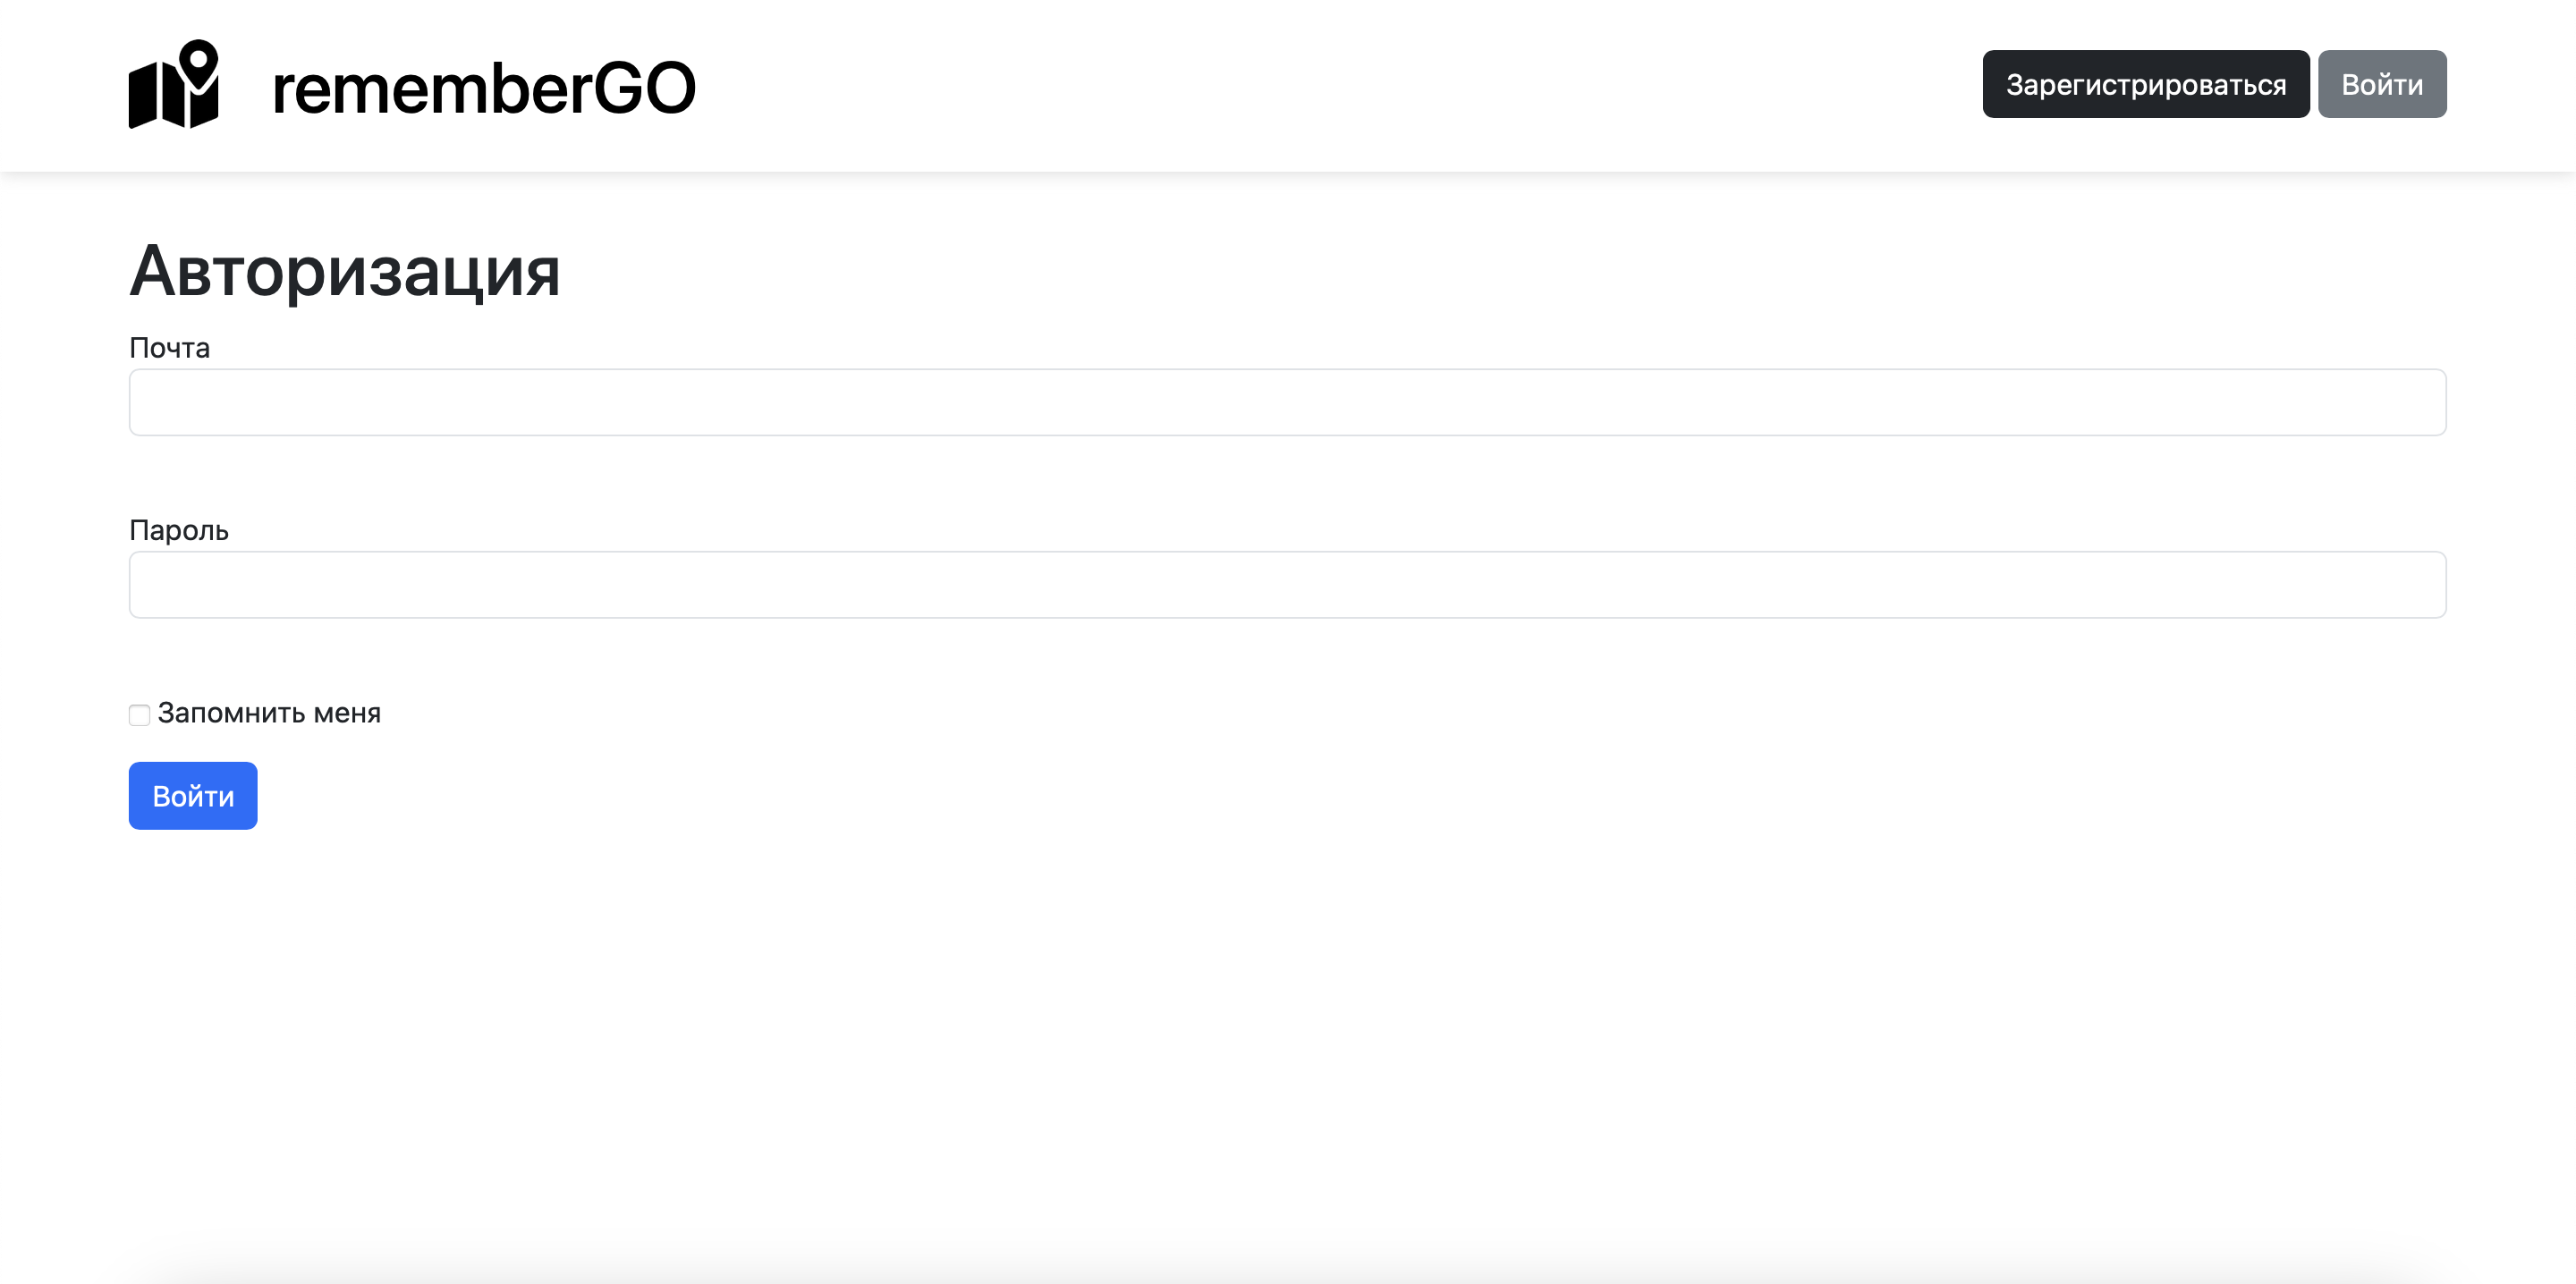 rememberGO
Зарегистрироваться
Войти
Авторизация
Почта
Пароль
Запомнить меня
Войти